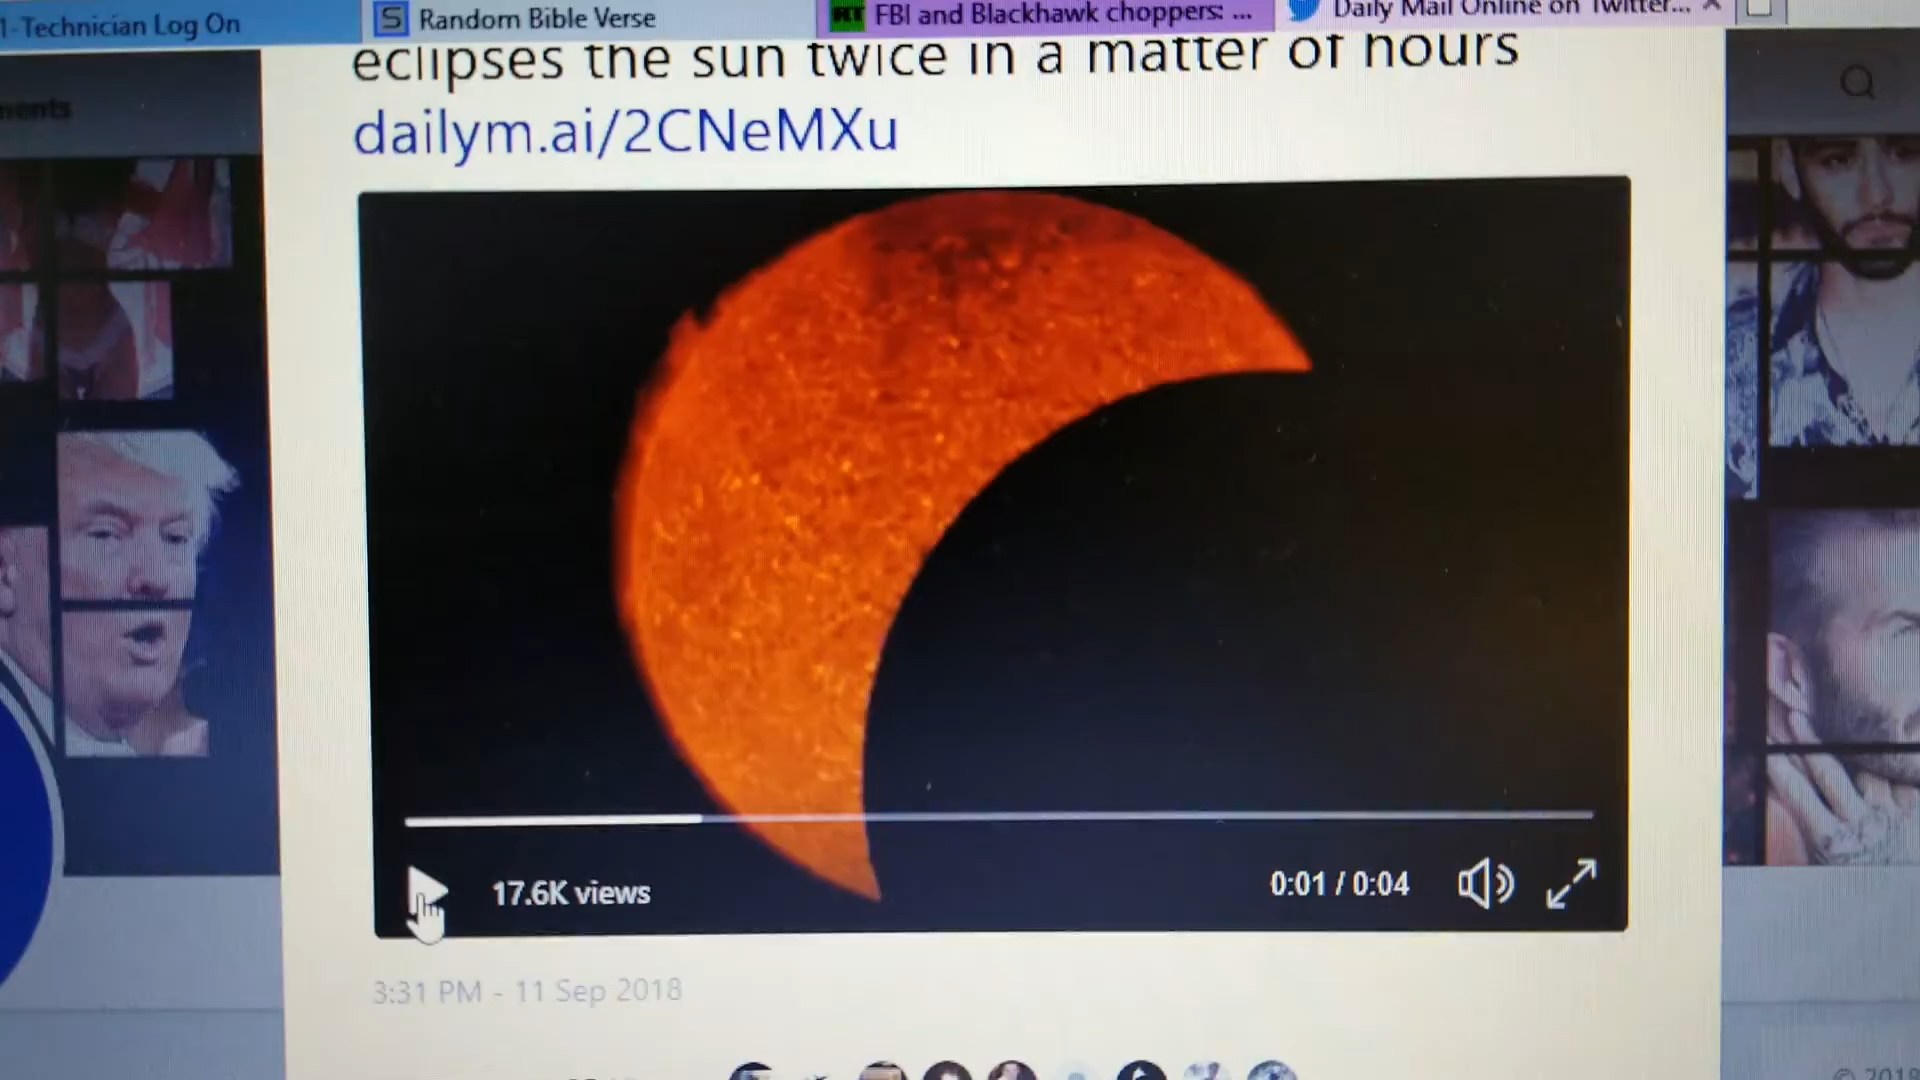 1-Technician Log On
Random Bible Verse
RT FBI and Blackhawk choppers: ...
Daily Mail Online on Twitter...
eclipses the sun twice in a matter of hours
dailym.ai/2CNeMXu
17.6K views
0:01 / 0:04
3:31 PM - 11 Sep 2018
© 2018